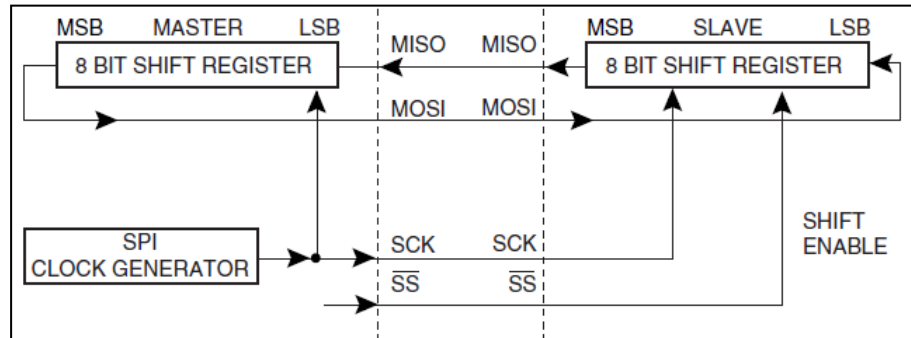 MSB MASTER LSB MISO MISO MSB SLAVE LSB
8 BIT SHIFT REGISTER 8 BIT SHIFT REGISTER
MOSI MOSI
SPI
CLOCK GENERATOR
SCK SCK
SS SS
SHIFT
ENABLE